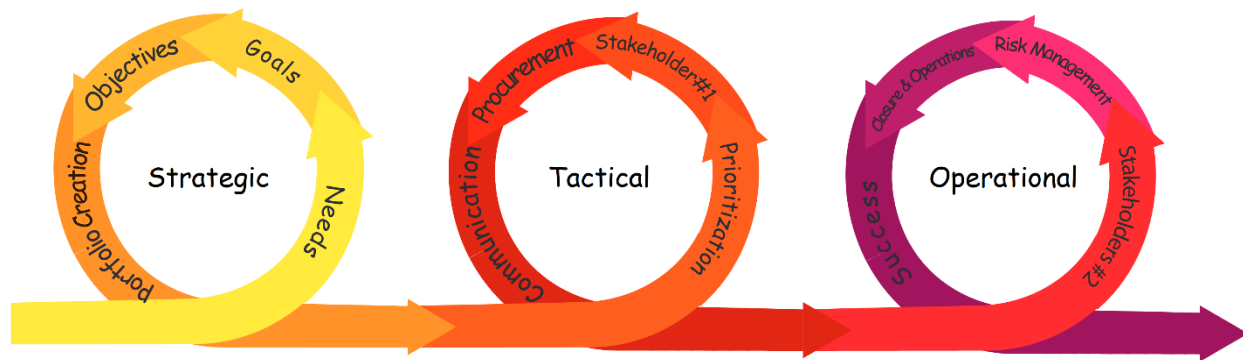 Needs
Goals
Objectives
Portfolio Creation
Strategic
Prioritization
Stakeholder#1
Procurement
Communication
Tactical
Stakeholders #2
Risk Management
Closure & Operations
Success
Operational